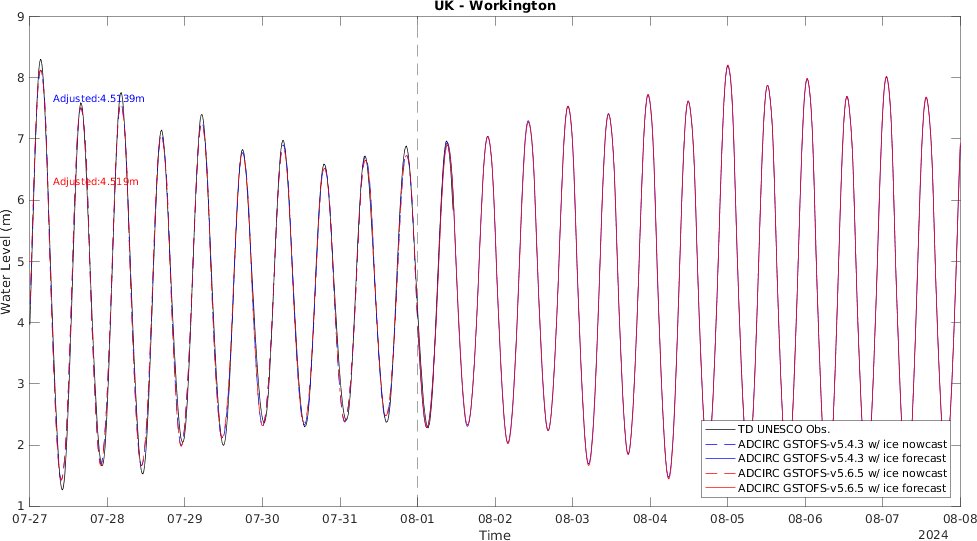 UK - Workington
9
8
7
6
5
4
3
2
1
Water Level (m)
Adjusted:4.5139m
Adjusted:4.519m
TD UNESCO Obs.
ADCIRC GSTOFS-v5.4.3 w/ ice nowcast
ADCIRC GSTOFS-v5.4.3 w/ ice forecast
ADCIRC GSTOFS-v5.6.5 w/ ice nowcast
ADCIRC GSTOFS-v5.6.5 w/ ice forecast
07-27 07-28 07-29 07-30 07-31 08-01 08-02 08-03 08-04 08-05 08-06 08-07 08-08
Time
2024